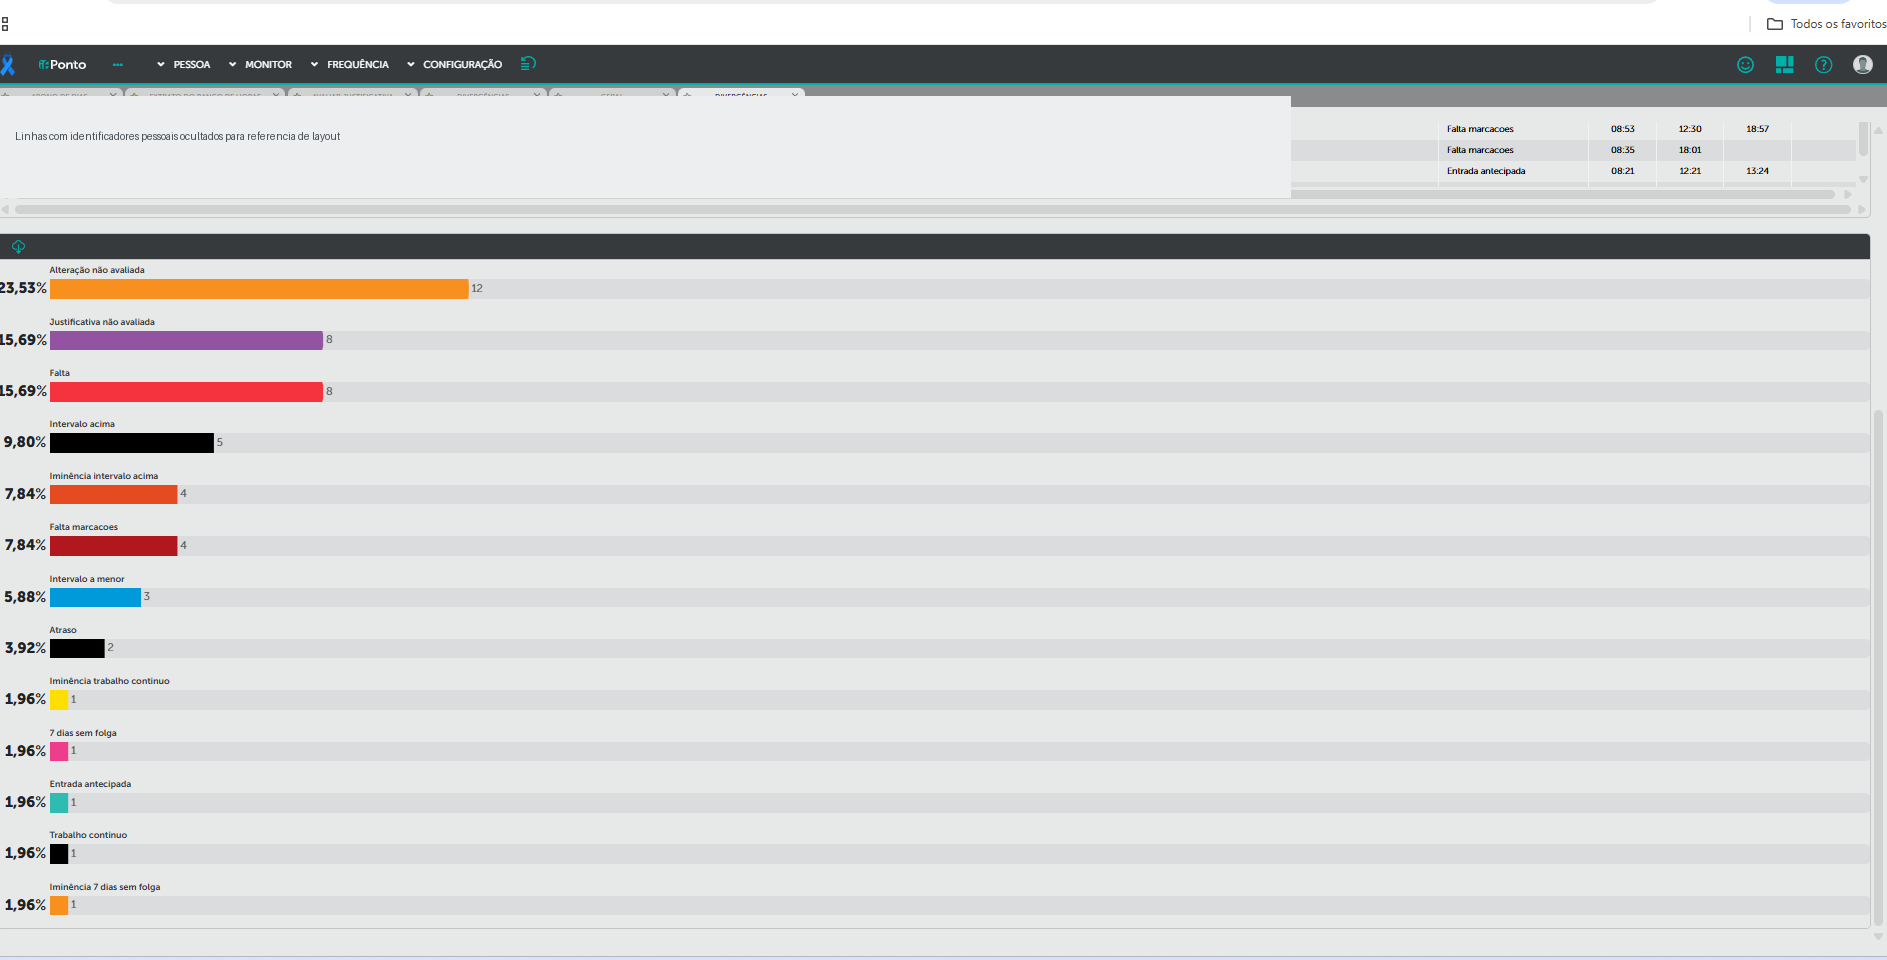 Todos os favoritos
Ponto
PESSOA
MONITOR
FREQUÊNCIA
CONFIGURAÇÃO
DIVERGÊNCIAS
Linhas com identificadores pessoais ocultados para referencia de layout
Falta marcacoes 08:53 12:30 18:57
Falta marcacoes 08:35 18:01
Entrada antecipada 08:21 12:21 13:24
Alteração não avaliada
23,53% 12
Justificativa não avaliada
15,69% 8
Falta
15,69% 8
Intervalo acima
9,80% 5
Iminência intervalo acima
7,84% 4
Falta marcacoes
7,84% 4
Intervalo a menor
5,88% 3
Atraso
3,92% 2
Iminência trabalho continuo
1,96% 1
7 dias sem folga
1,96% 1
Entrada antecipada
1,96% 1
Trabalho continuo
1,96% 1
Iminência 7 dias sem folga
1,96% 1